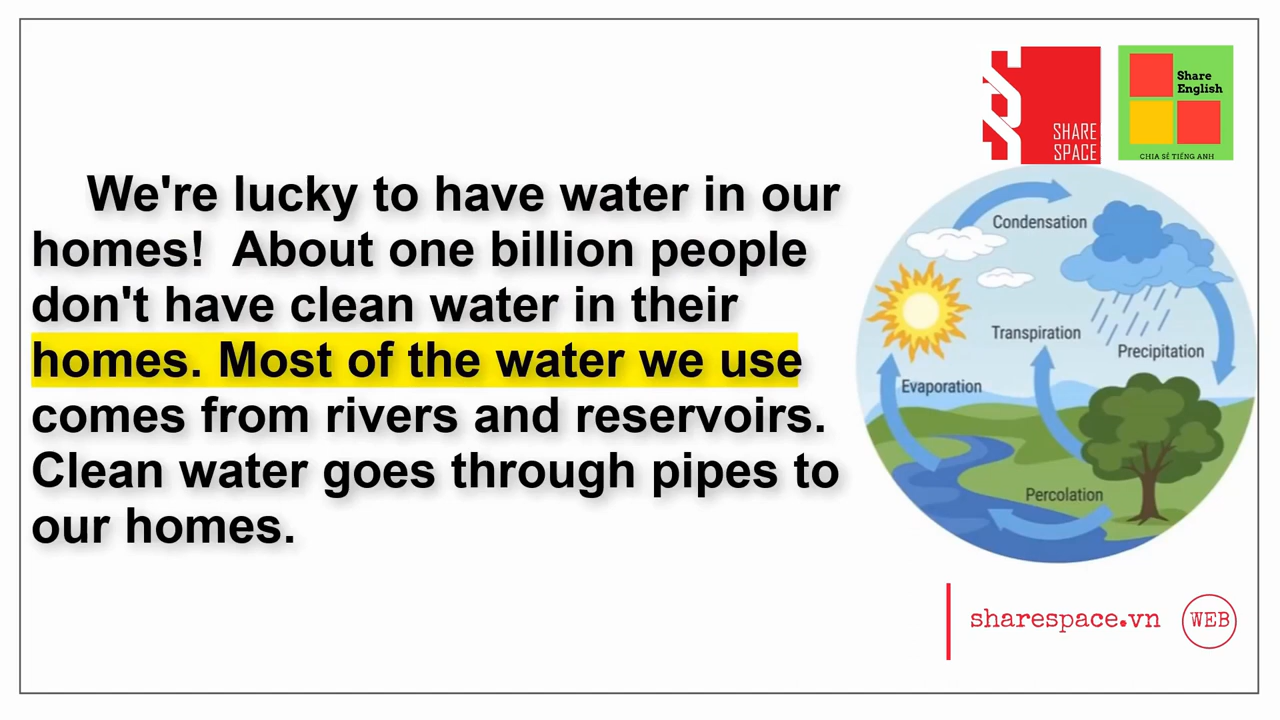 We're lucky to have water in our
homes!  About one billion people
don't have clean water in their
homes. Most of the water we use
comes from rivers and reservoirs.
Clean water goes through pipes to
our homes.
SHARE
SPACE
Share
English
CHIA SẺ TIẾNG ANH
Condensation
Transpiration
Precipitation
Evaporation
Percolation
sharespace.vn
WEB